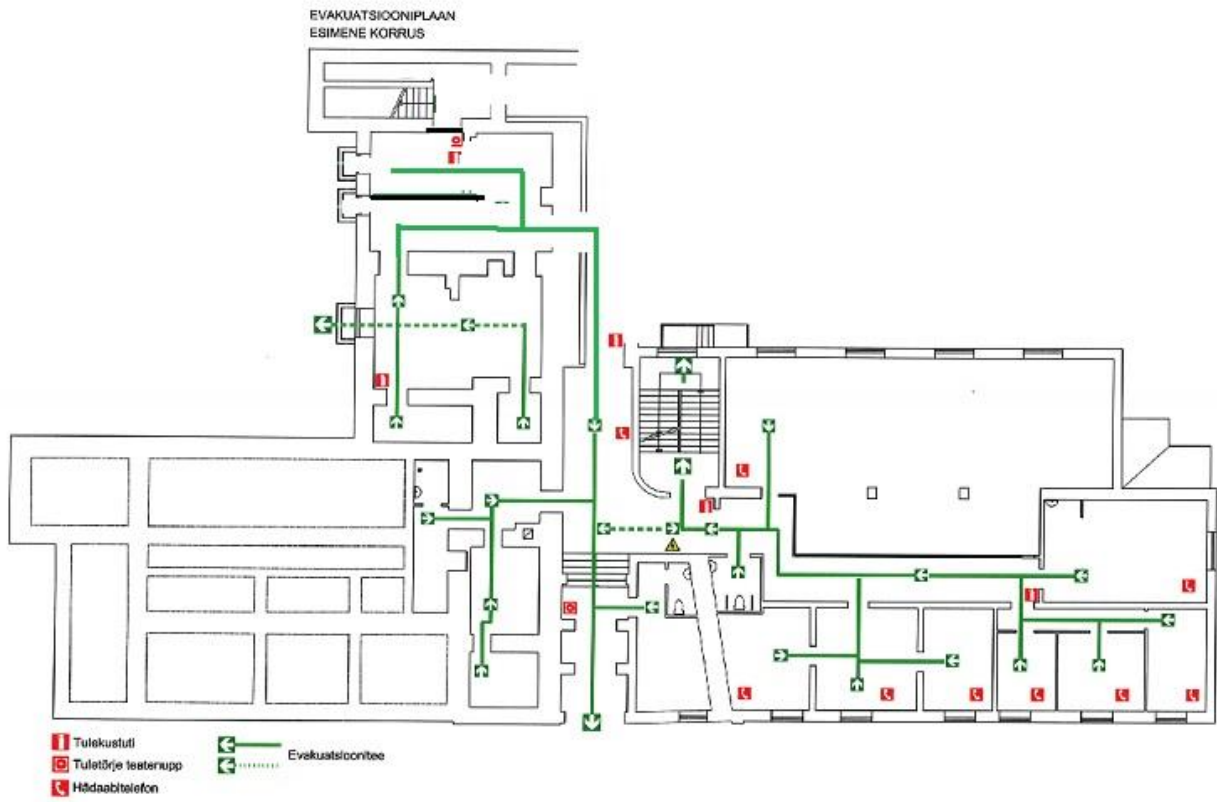 EVAKUATSIOONIPLAAN
ESIMENE KORRUS
Tulekustuti
Tuletõrje teatenupp
Hädaabitelefon
Evakuatsioonitee